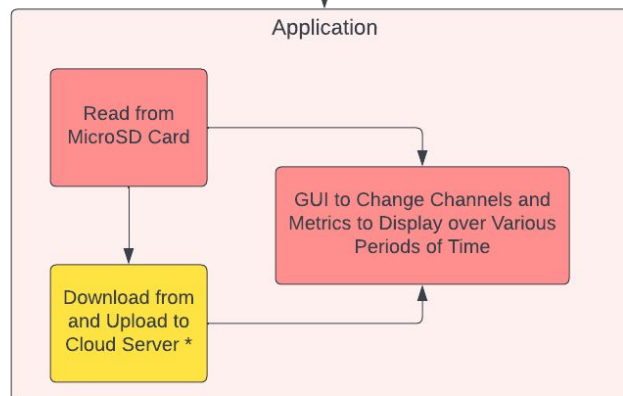 Application
Read from
MicroSD Card
GUI to Change Channels and
Metrics to Display over Various
Periods of Time
Download from
and Upload to
Cloud Server *